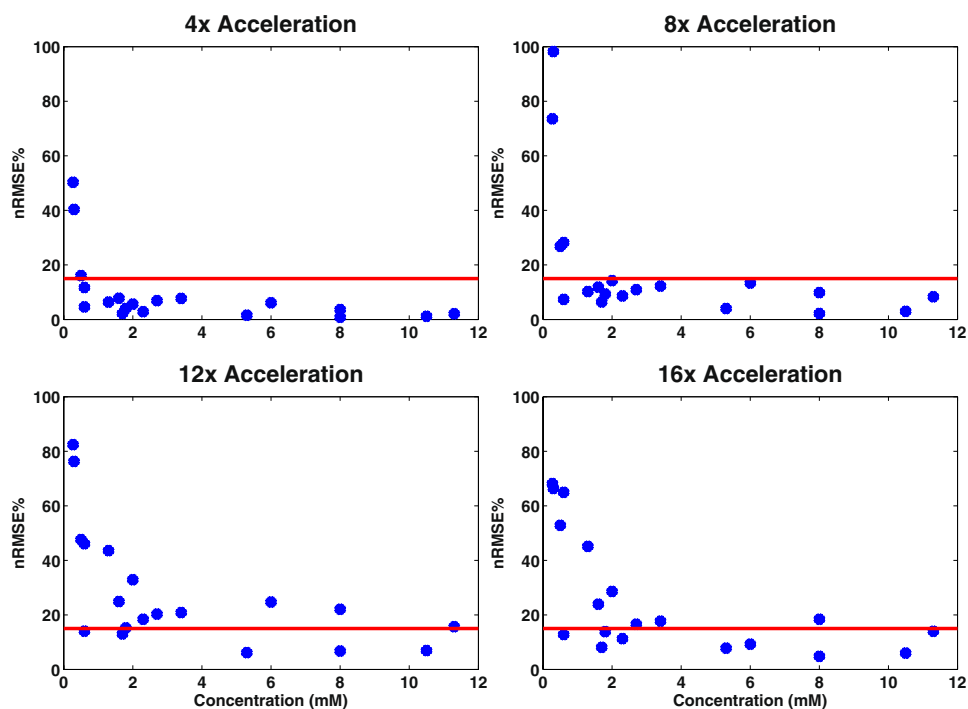 4x Acceleration
nRMSE%
100
80
60
40
20
0
0 2 4 6 8 10 12
8x Acceleration
nRMSE%
100
80
60
40
20
0
0 2 4 6 8 10 12
12x Acceleration
nRMSE%
100
80
60
40
20
0
0 2 4 6 8 10 12
Concentration (mM)
16x Acceleration
nRMSE%
100
80
60
40
20
0
0 2 4 6 8 10 12
Concentration (mM)